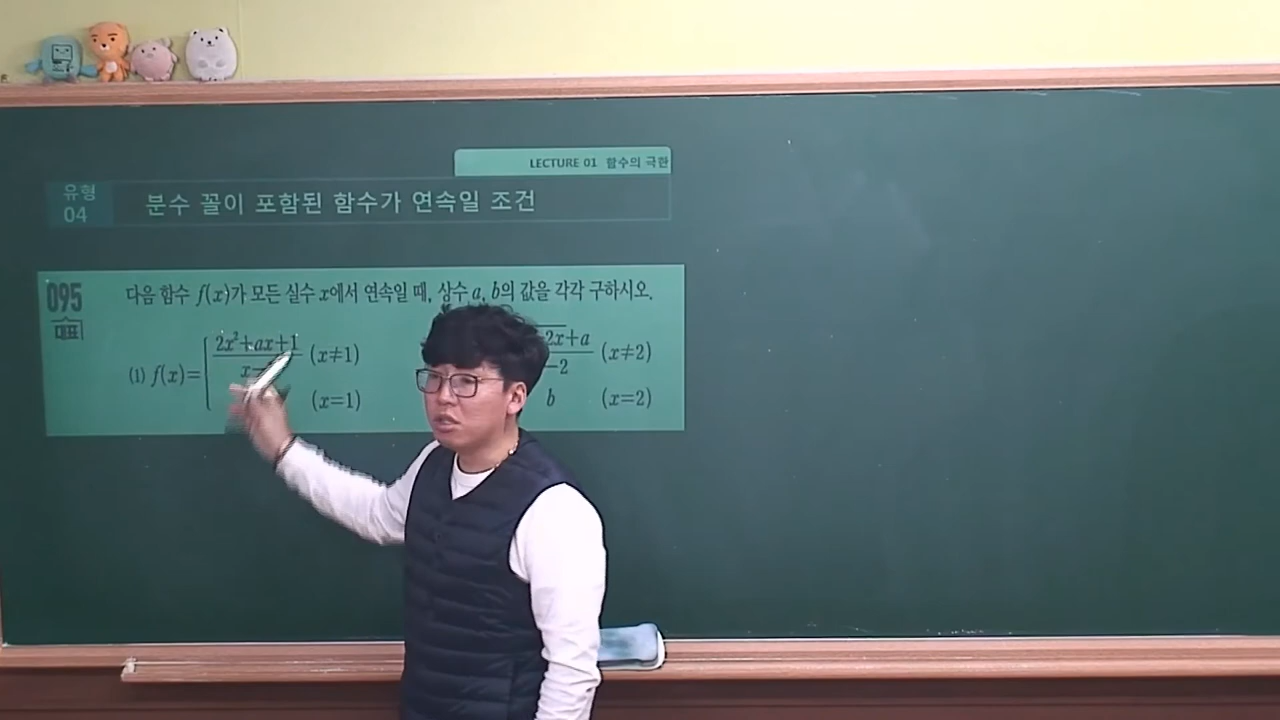 LECTURE 01 함수의 극한
유형
04
분수 꼴이 포함된 함수가 연속일 조건
095
대표
다음 함수 f(x)가 모든 실수 x에서 연속일 때, 상수 a, b의 값을 각각 구하시오.
(1) f(x)=
2x²+ax+1
x-
(x≠1)
(x=1)
-2x+a
-2
(x≠2)
b (x=2)